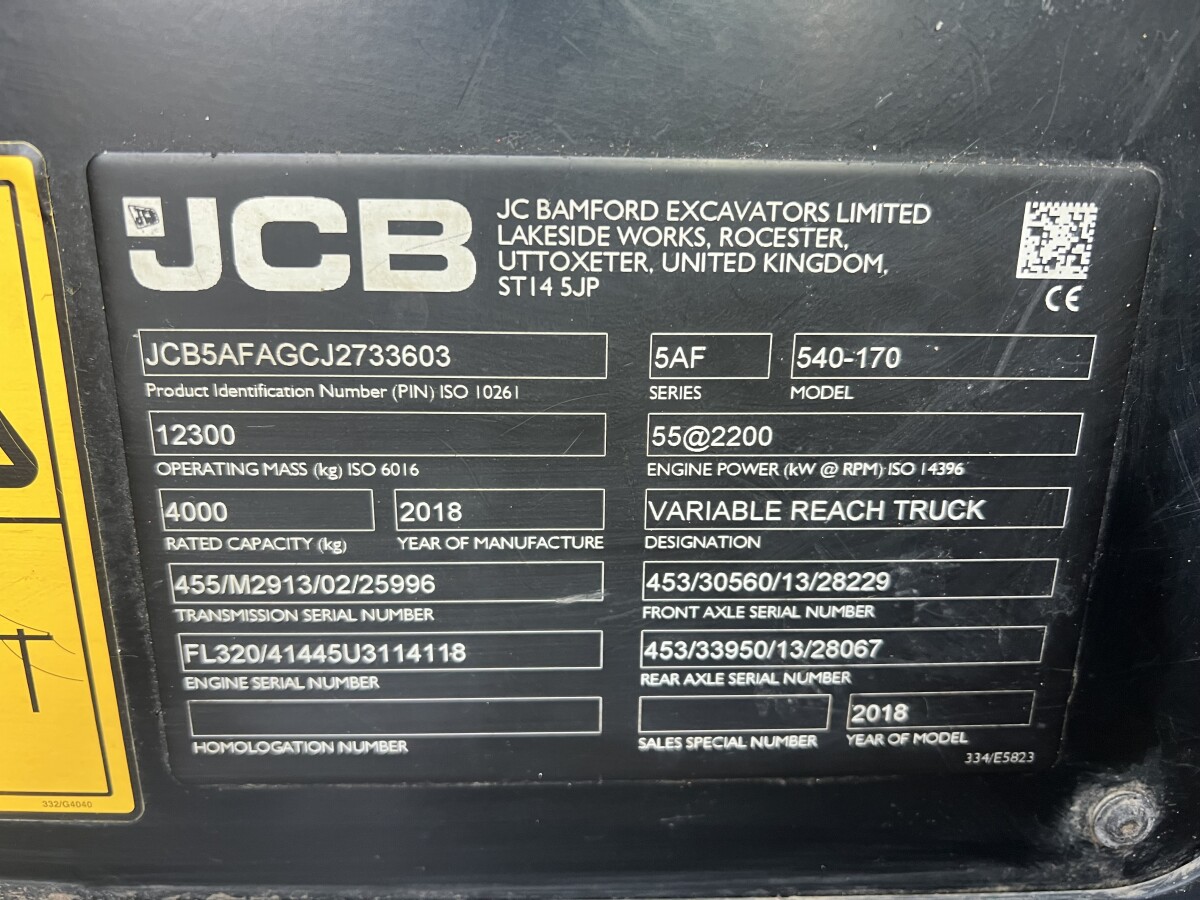 JCB
JC BAMFORD EXCAVATORS LIMITED
LAKESIDE WORKS, ROCESTER,
UTTOXETER, UNITED KINGDOM,
ST14 5JP
CE
JCB5AFAGCJ2733603
Product Identification Number (PIN) ISO 10261
5AF
SERIES
540-170
MODEL
12300
OPERATING MASS (kg) ISO 6016
55@2200
ENGINE POWER (kW @ RPM) ISO 14396
4000
RATED CAPACITY (kg)
2018
YEAR OF MANUFACTURE
VARIABLE REACH TRUCK
DESIGNATION
455/M2913/02/25996
TRANSMISSION SERIAL NUMBER
453/30560/13/28229
FRONT AXLE SERIAL NUMBER
FL320/41445U3114118
ENGINE SERIAL NUMBER
453/33950/13/28067
REAR AXLE SERIAL NUMBER
HOMOLOGATION NUMBER
SALES SPECIAL NUMBER
2018
YEAR OF MODEL
334/E5823
332/G4040